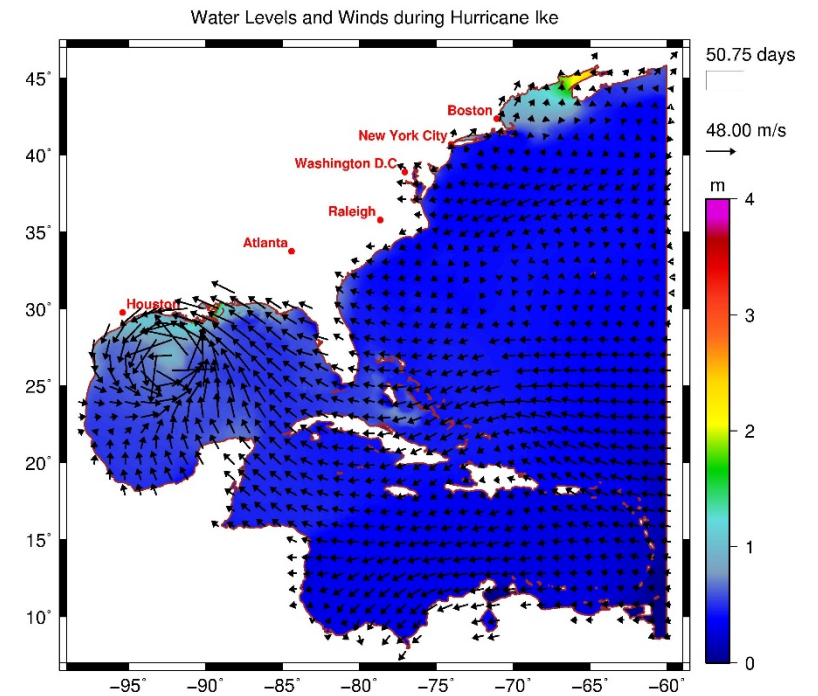 Water Levels and Winds during Hurricane Ike
50.75 days
48.00 m/s
m
4
3
2
1
0
45°
40°
35°
30°
25°
20°
15°
10°
Boston
New York City
Washington D.C
Raleigh
Atlanta
Houston
−95° −90° −85° −80° −75° −70° −65° −60°